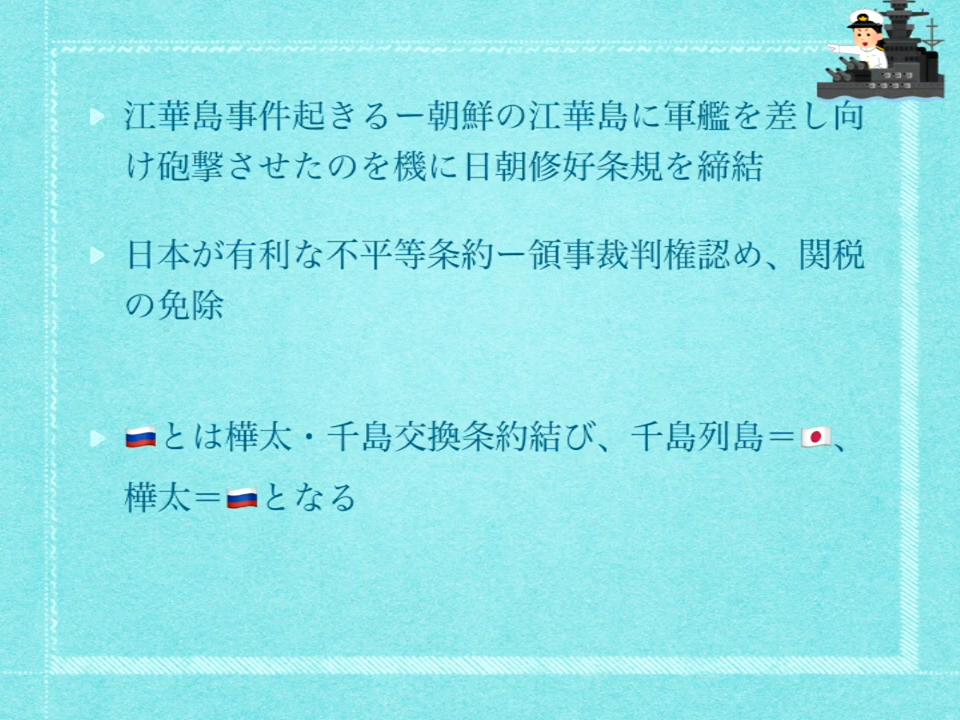 江華島事件起きるー朝鮮の江華島に軍艦を差し向
け砲撃させたのを機に日朝修好条規を締結
日本が有利な不平等条約ー領事裁判権認め、関税
の免除
🇷🇺とは樺太・千島交換条約結び、千島列島＝🇯🇵、
樺太＝🇷🇺となる